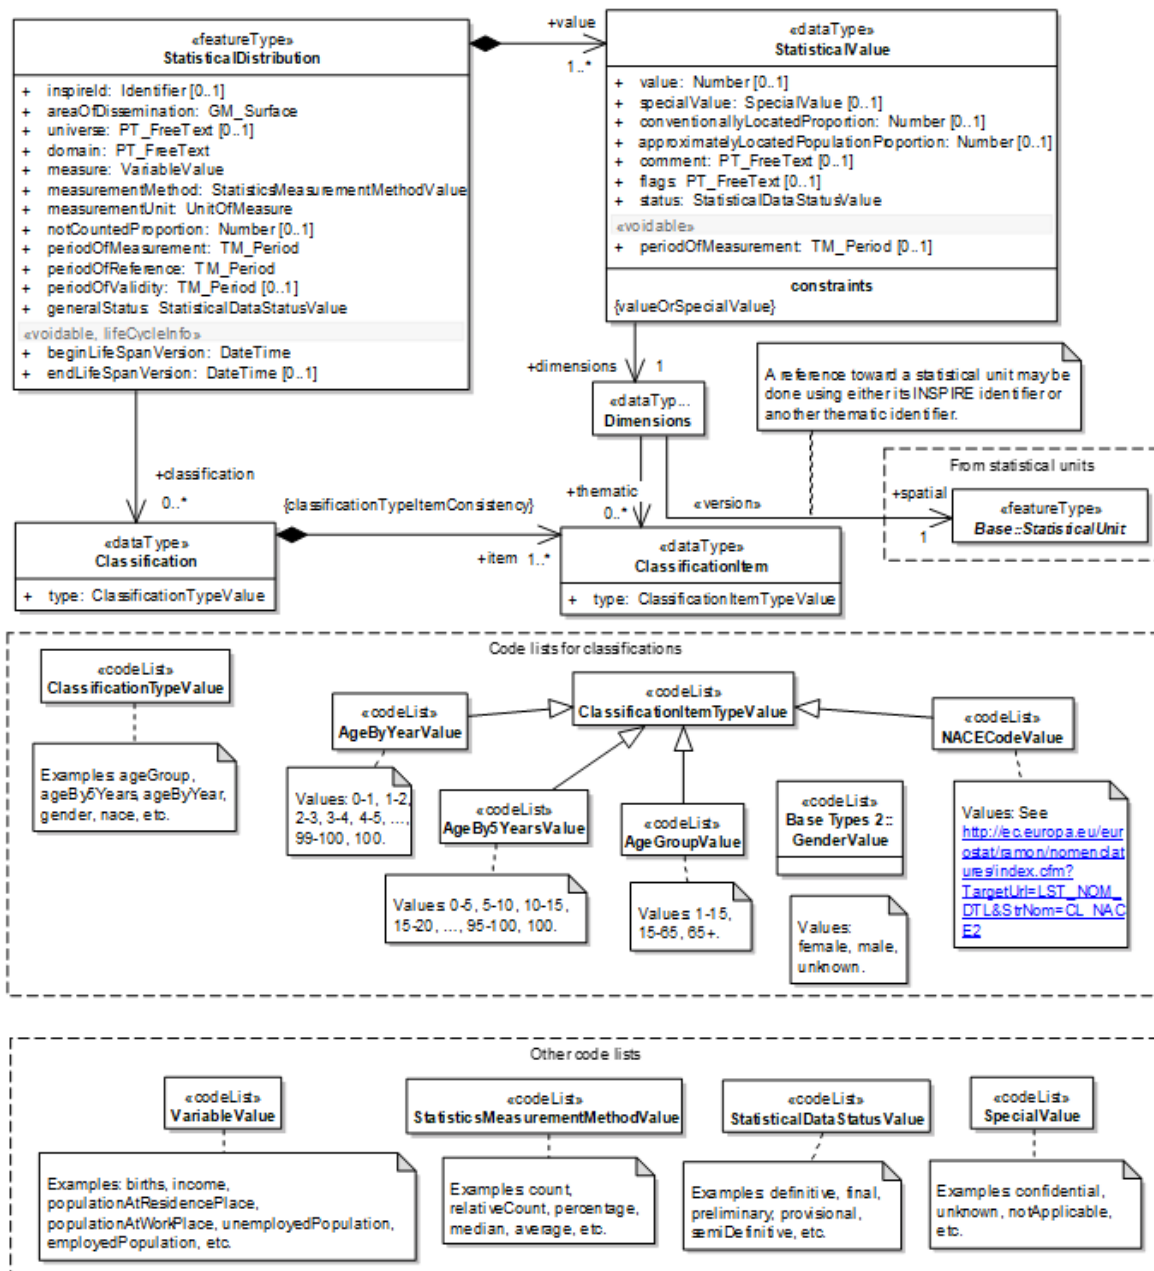 «featureType»
StatisticalDistribution
+ inspireId: Identifier [0..1]
+ areaOfDissemination: GM_Surface
+ universe: PT_FreeText [0..1]
+ domain: PT_FreeText
+ measure: VariableValue
+ measurementMethod: StatisticsMeasurementMethodValue
+ measurementUnit: UnitOfMeasure
+ notCountedProportion: Number [0..1]
+ periodOfMeasurement: TM_Period
+ periodOfReference: TM_Period
+ periodOfValidity: TM_Period [0..1]
+ generalStatus: StatisticalDataStatusValue
«voidable, lifeCycleInfo»
+ beginLifeSpanVersion: DateTime
+ endLifeSpanVersion: DateTime [0..1]
+value
1..*
«dataType»
StatisticalValue
+ value: Number [0..1]
+ specialValue: SpecialValue [0..1]
+ conventionallyLocatedProportion: Number [0..1]
+ approximatelyLocatedPopulationProportion: Number [0..1]
+ comment: PT_FreeText [0..1]
+ flags: PT_FreeText [0..1]
+ status: StatisticalDataStatusValue
«voidable»
+ periodOfMeasurement: TM_Period [0..1]
constraints
{valueOrSpecialValue}
+dimensions 1
«dataTyp...
Dimensions
A reference toward a statistical unit may be
done using either its INSPIRE identifier or
another thematic identifier.
From statistical units
+classification
0..*
{classificationTypeItemConsistency}
+thematic
0..*
«version»
+spatial
1
«featureType»
Base::StatisticalUnit
«dataType»
Classification
+ type: ClassificationTypeValue
+item 1..*
«dataType»
ClassificationItem
+ type: ClassificationItemTypeValue
Code lists for classifications
«codeList»
ClassificationTypeValue
Examples: ageGroup,
ageBy5Years, ageByYear,
gender, nace, etc.
«codeList»
AgeByYearValue
Values: 0-1, 1-2,
2-3, 3-4, 4-5, ...,
99-100, 100.
«codeList»
ClassificationItemTypeValue
«codeList»
NACECodeValue
«codeList»
AgeBy5YearsValue
Values: 0-5, 5-10, 10-15,
15-20, ..., 95-100, 100.
«codeList»
AgeGroupValue
Values: 1-15,
15-65, 65+.
«codeList»
Base Types 2::
GenderValue
Values:
female, male,
unknown.
Values: See
http://ec.europa.eu/eur
ostat/ramon/nomenclat
ures/index.cfm?
TargetUrl=LST_NOM_
DTL&StrNom=CL_NAC
E2
Other code lists
«codeList»
VariableValue
Examples: births, income,
populationAtResidencePlace,
populationAtWorkPlace, unemployedPopulation,
employedPopulation, etc.
«codeList»
StatisticsMeasurementMethodValue
Examples: count,
relativeCount, percentage,
median, average, etc.
«codeList»
StatisticalDataStatusValue
Examples: definitive, final,
preliminary, provisional,
semiDefinitive, etc.
«codeList»
SpecialValue
Examples: confidential,
unknown, notApplicable,
etc.